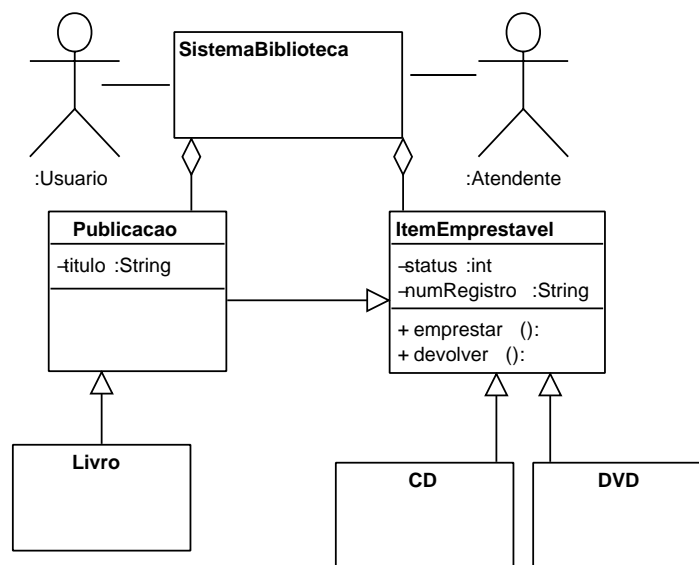 SistemaBiblioteca
:Usuario
:Atendente
Publicacao
-titulo :String
ItemEmprestavel
-status :int
-numRegistro :String
+ emprestar ():
+ devolver ():
Livro
CD
DVD